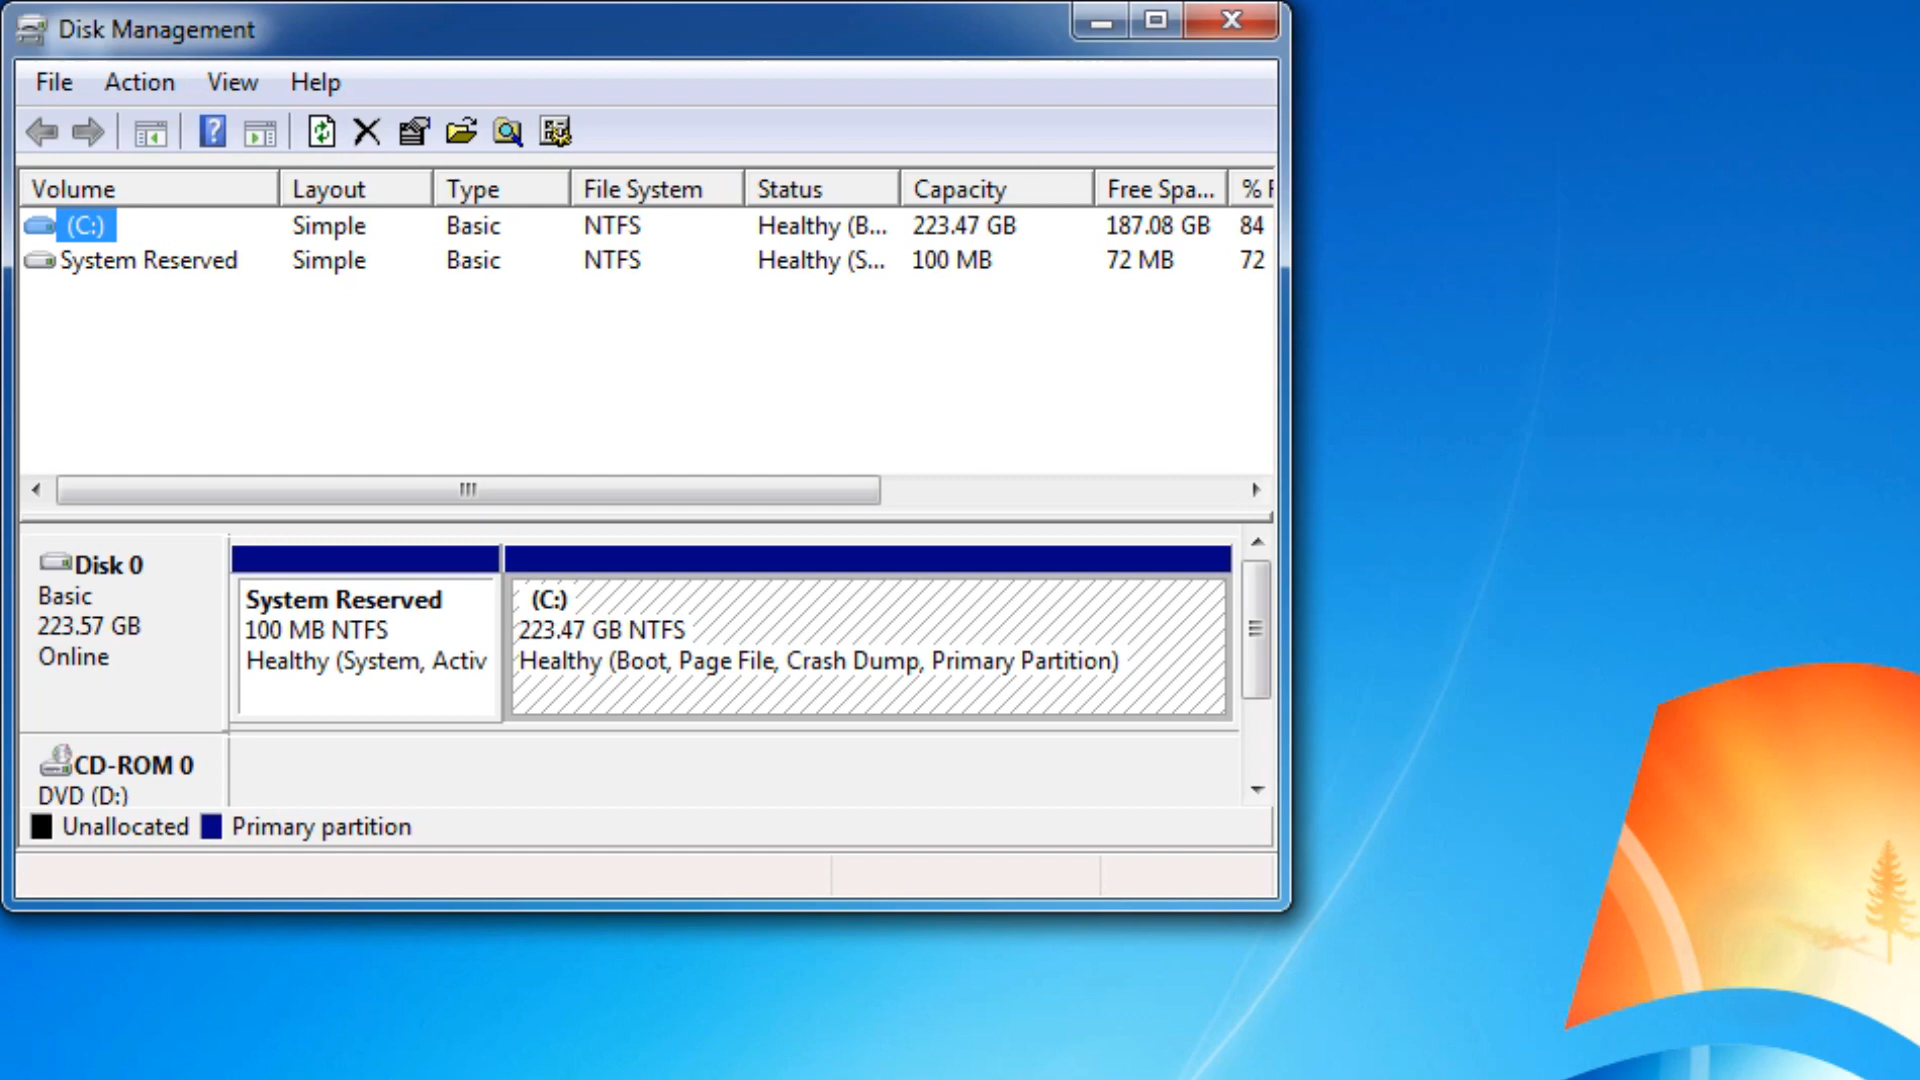 Disk Management
File Action View Help
Volume Layout Type File System Status Capacity Free Spa... %
(C:) Simple Basic NTFS Healthy (B... 223.47 GB 187.08 GB 84
System Reserved Simple Basic NTFS Healthy (S... 100 MB 72 MB 72
Disk 0
Basic
223.57 GB
Online
System Reserved
100 MB NTFS
Healthy (System, Activ
(C:)
223.47 GB NTFS
Healthy (Boot, Page File, Crash Dump, Primary Partition)
CD-ROM 0
DVD (D:)
Unallocated Primary partition